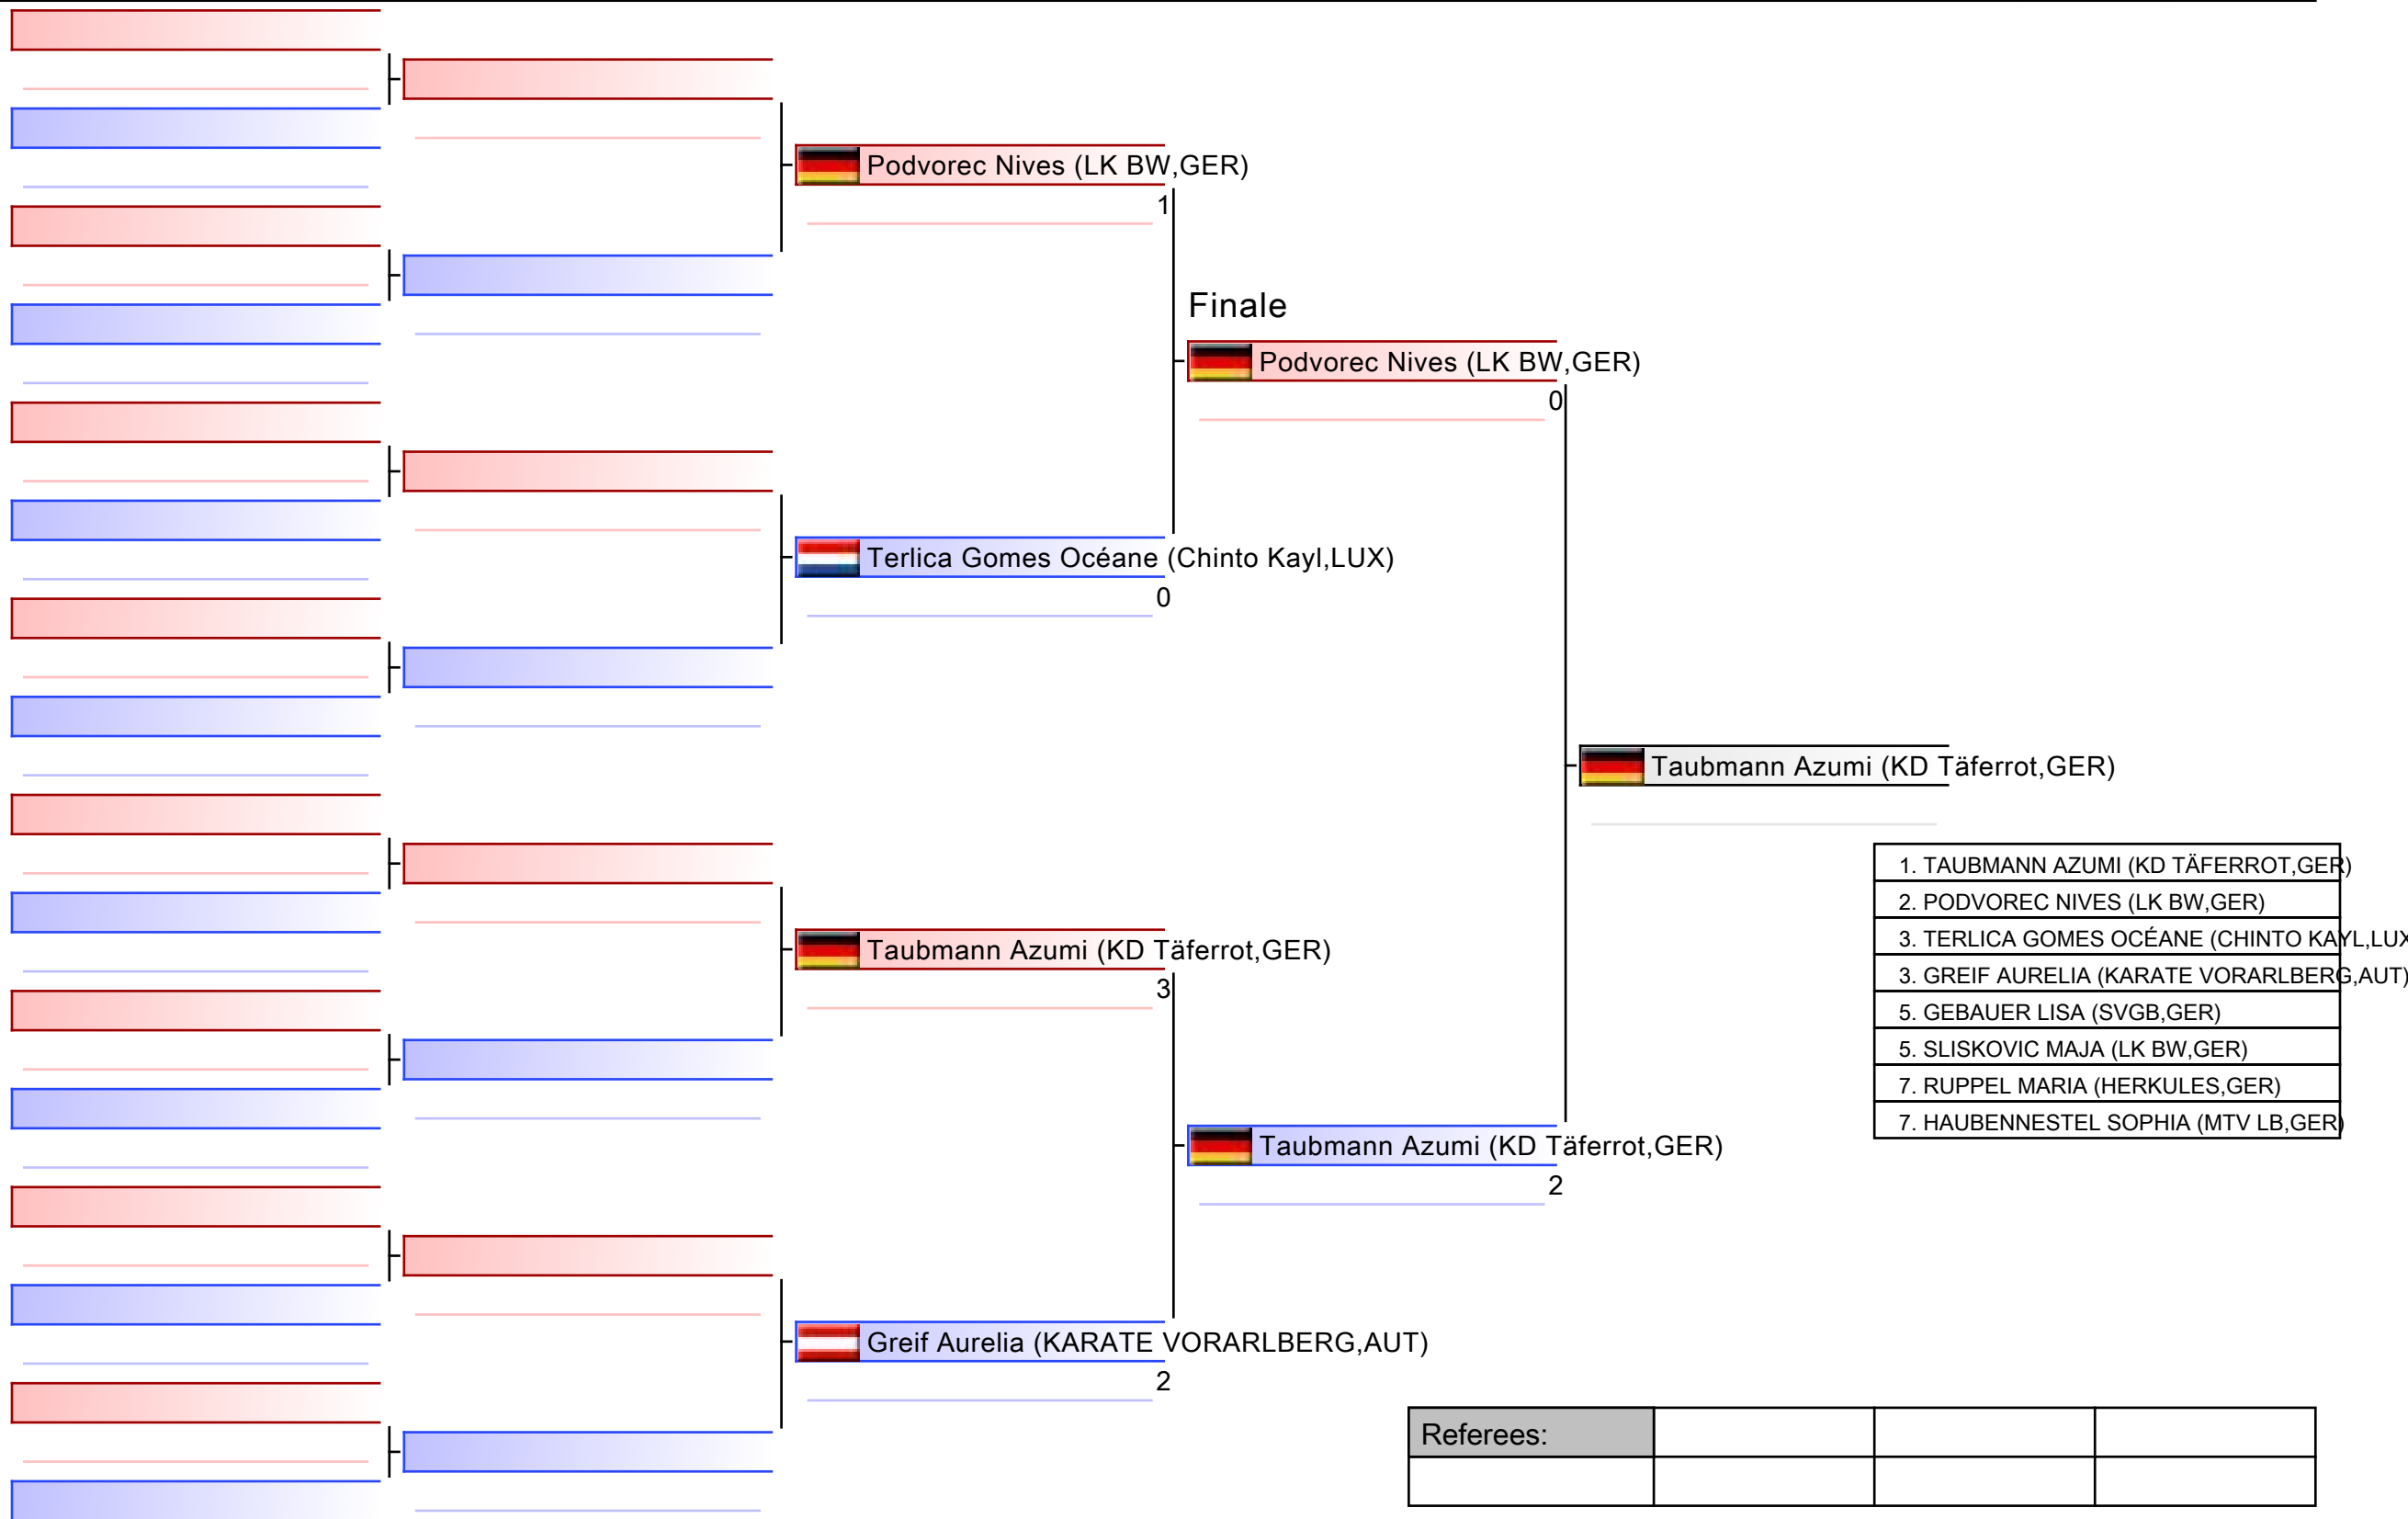 Podvorec Nives (LK BW,GER)
1
Finale
Podvorec Nives (LK BW,GER)
0
Terlica Gomes Océane (Chinto Kayl,LUX)
0
Taubmann Azumi (KD Täferrot,GER)
1. TAUBMANN AZUMI (KD TÄFERROT,GER)
2. PODVOREC NIVES (LK BW,GER)
3. TERLICA GOMES OCÉANE (CHINTO KAYL,LUX
3. GREIF AURELIA (KARATE VORARLBERG,AUT)
5. GEBAUER LISA (SVGB,GER)
5. SLISKOVIC MAJA (LK BW,GER)
7. RUPPEL MARIA (HERKULES,GER)
7. HAUBENNESTEL SOPHIA (MTV LB,GER)
Taubmann Azumi (KD Täferrot,GER)
3
Taubmann Azumi (KD Täferrot,GER)
2
Greif Aurelia (KARATE VORARLBERG,AUT)
2
Referees: